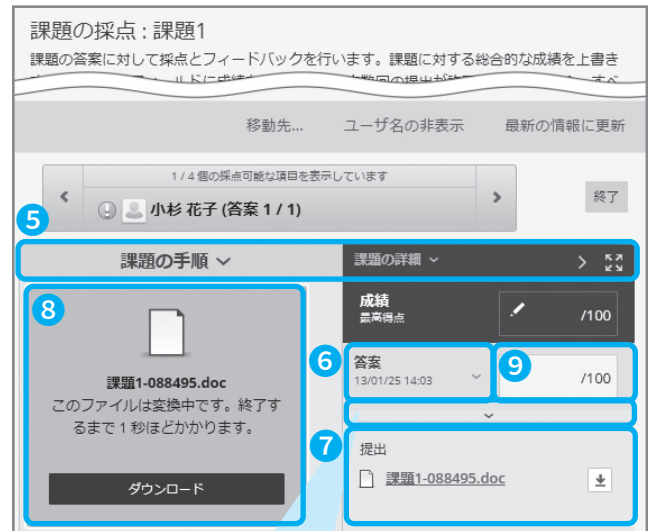 課題の採点 : 課題1
課題の答案に対して採点とフィードバックを行います。課題に対する総合的な成績を上書き
移動先...
ユーザ名の非表示
最新の情報に更新
1 / 4 個の採点可能な項目を表示しています
小杉 花子 (答案 1 / 1)
終了
5
課題の手順
課題の詳細
8
課題1-088495.doc
このファイルは変換中です。終了す
るまで 1 秒ほどかかります。
ダウンロード
成績
最高得点
/100
6
答案
13/01/25 14:03
9
/100
7
提出
課題1-088495.doc